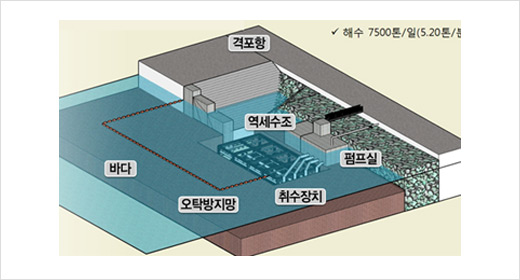 ✓ 해수 7500톤/일(5.20톤/분
격포항
역세수조
펌프실
바다
오탁방지망
취수장치